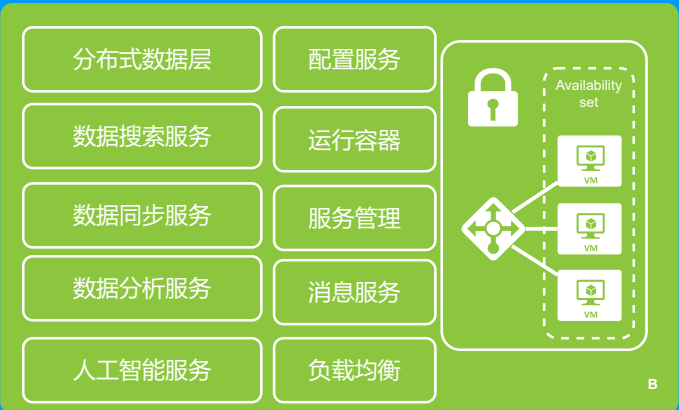 分布式数据层
数据搜索服务
数据同步服务
数据分析服务
人工智能服务
配置服务
运行容器
服务管理
消息服务
负载均衡
Availability
set
VM
VM
VM
B